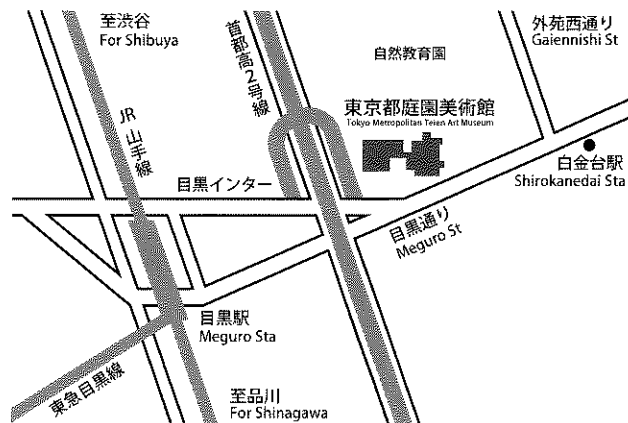 至渋谷
For Shibuya
JR 山手線
首都高2号線
外苑西通り
Gaiennishi St
自然教育園
東京都庭園美術館
Tokyo Metropolitan Teien Art Museum
白金台駅
Shirokanedai Sta
目黒インター
目黒通り
Meguro St
目黒駅
Meguro Sta
東急目黒線
至品川
For Shinagawa